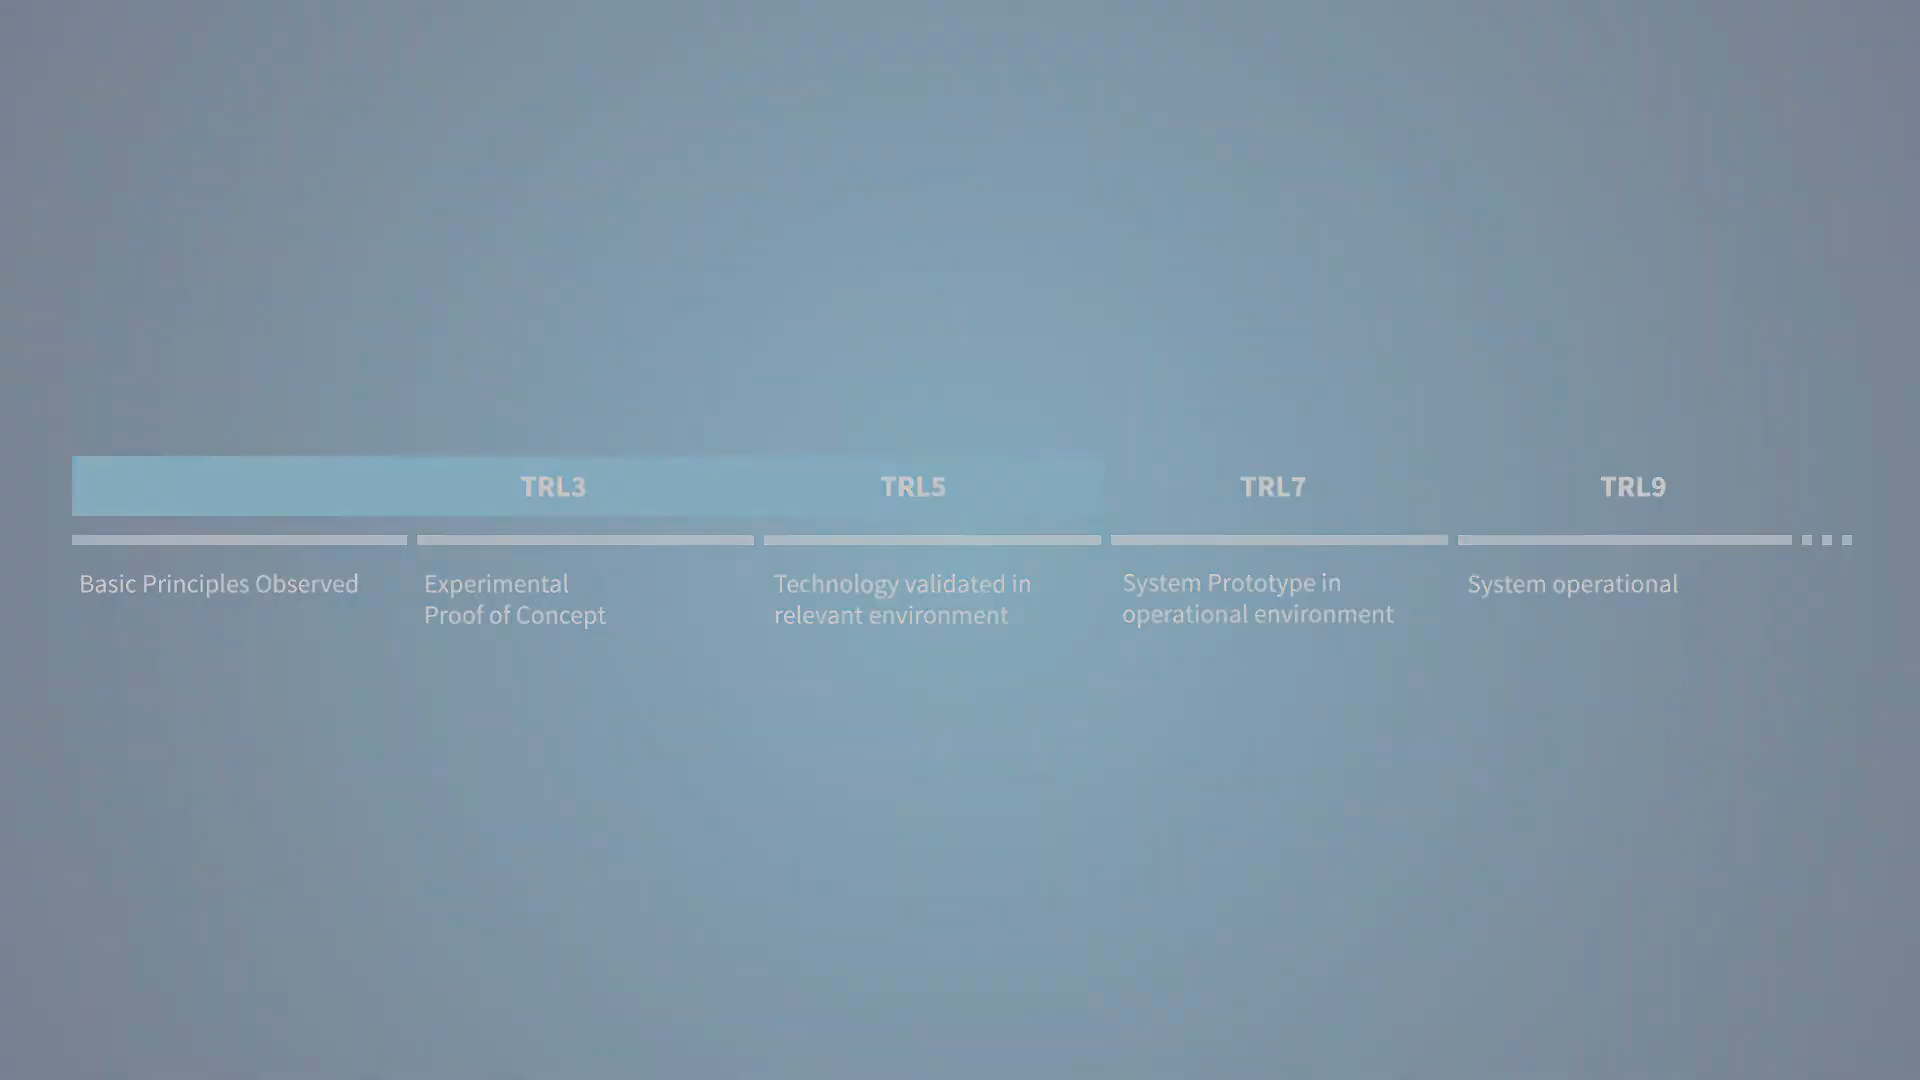 TRL3 TRL5 TRL7 TRL9
Basic Principles Observed
Experimental
Proof of Concept
Technology validated in
relevant environment
System Prototype in
operational environment
System operational